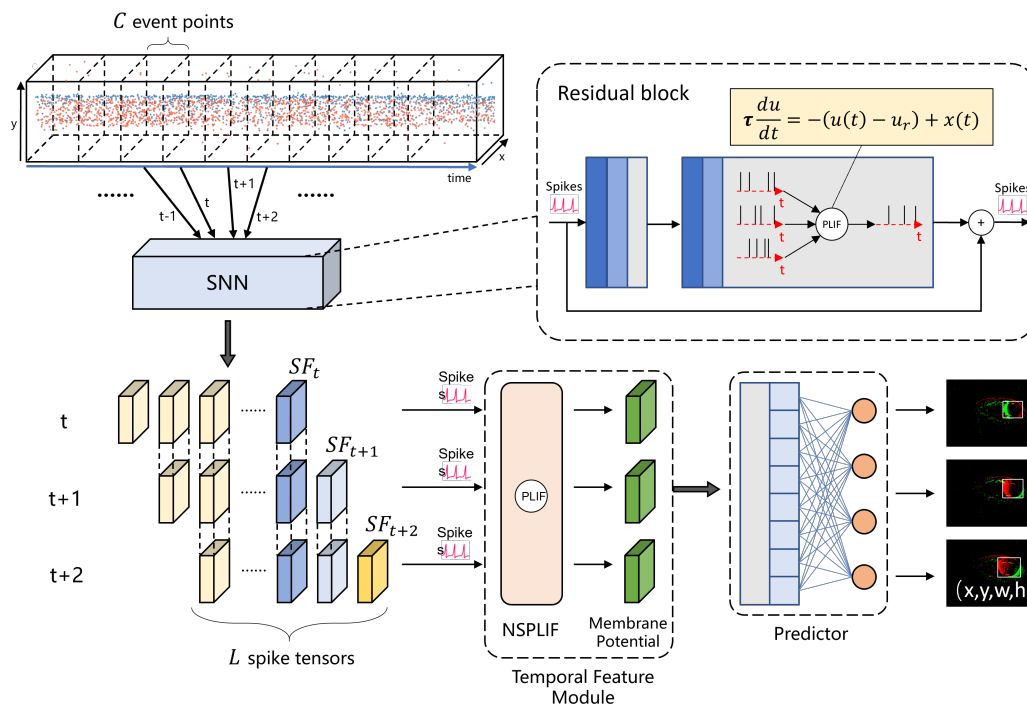 C event points
y
x
time
......
t-1
t
t+1
t+2
......
SNN
Residual block
τ du/dt = −(u(t) − u_r) + x(t)
Spikes
t
t
t
PLIF
t
+
Spikes
t
t+1
t+2
......
......
......
SF_t
SF_{t+1}
SF_{t+2}
L spike tensors
Spike
s
Spike
s
Spike
s
PLIF
NSPLIF
Membrane
Potential
Temporal Feature
Module
Predictor
(x,y,w,h